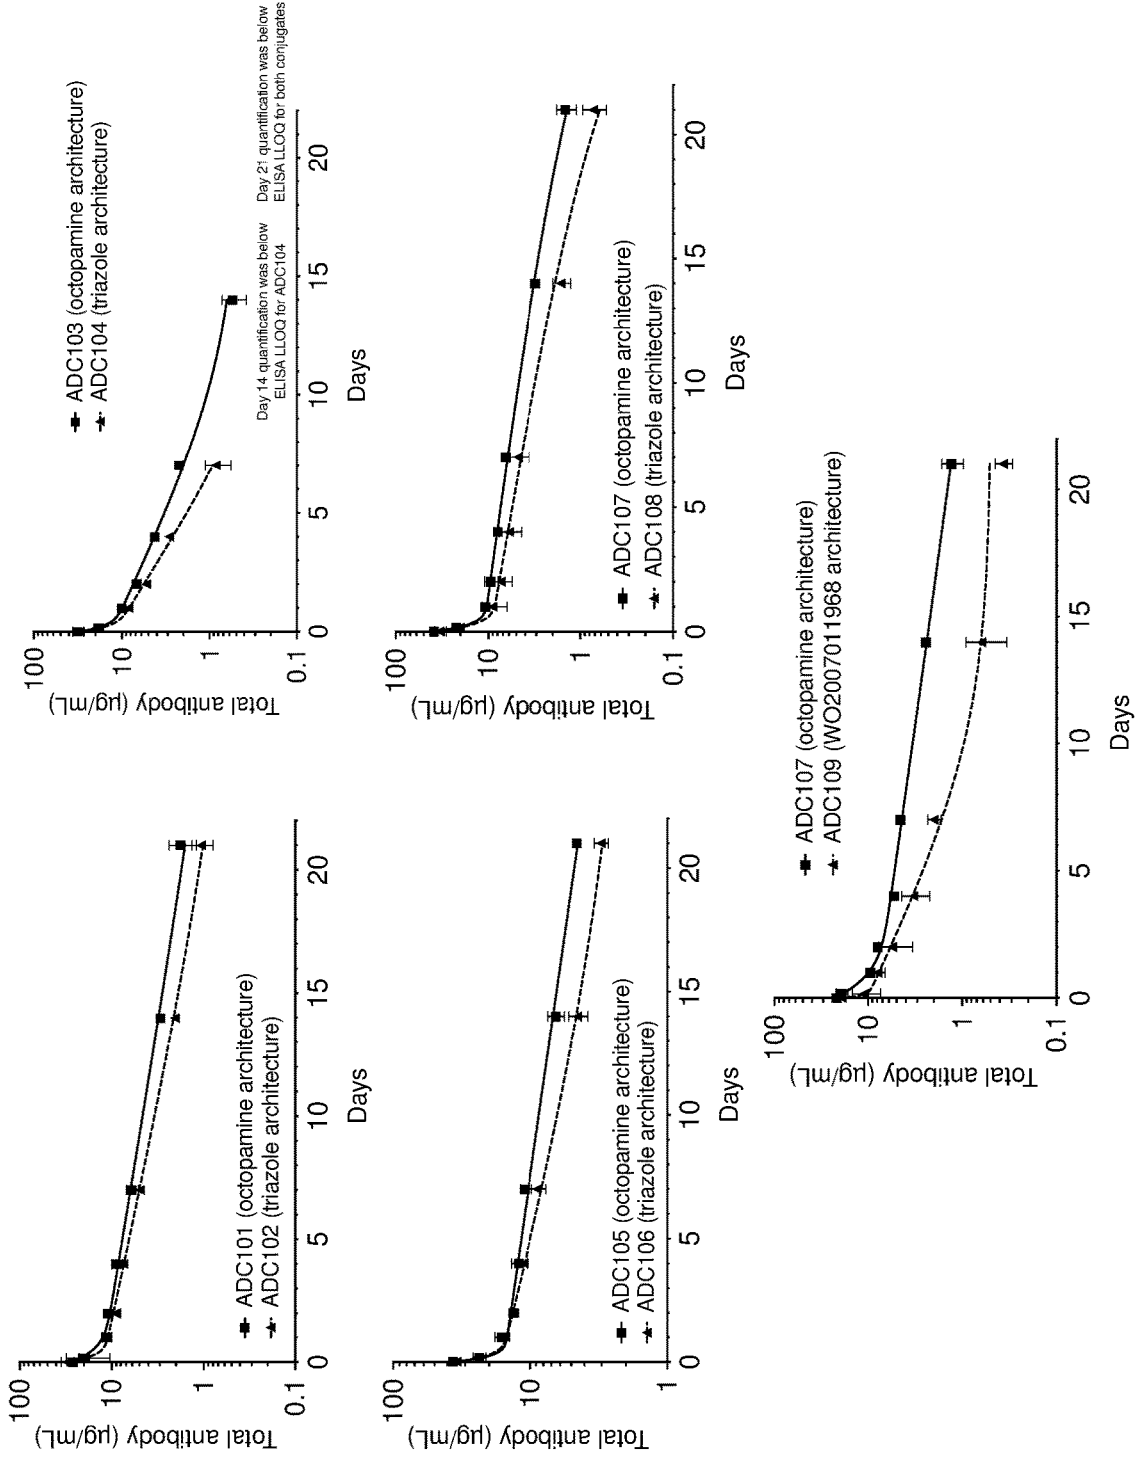 100
10
1
0.1
Total antibody (µg/mL)
0
5
10
15
20
Days
ADC101 (octopamine architecture)
ADC102 (triazole architecture)
100
10
1
0.1
Total antibody (µg/mL)
0
5
10
15
20
Days
ADC103 (octopamine architecture)
ADC104 (triazole architecture)
Day 14 quantification was below
ELISA LLOQ for ADC104
Day 21 quantification was below
ELISA LLOQ for both conjugates
100
10
1
Total antibody (µg/mL)
0
5
10
15
20
Days
ADC105 (octopamine architecture)
ADC106 (triazole architecture)
100
10
1
0.1
Total antibody (µg/mL)
0
5
10
15
20
Days
ADC107 (octopamine architecture)
ADC108 (triazole architecture)
100
10
1
0.1
Total antibody (µg/mL)
0
5
10
15
20
Days
ADC107 (octopamine architecture)
ADC109 (WO2007011968 architecture)